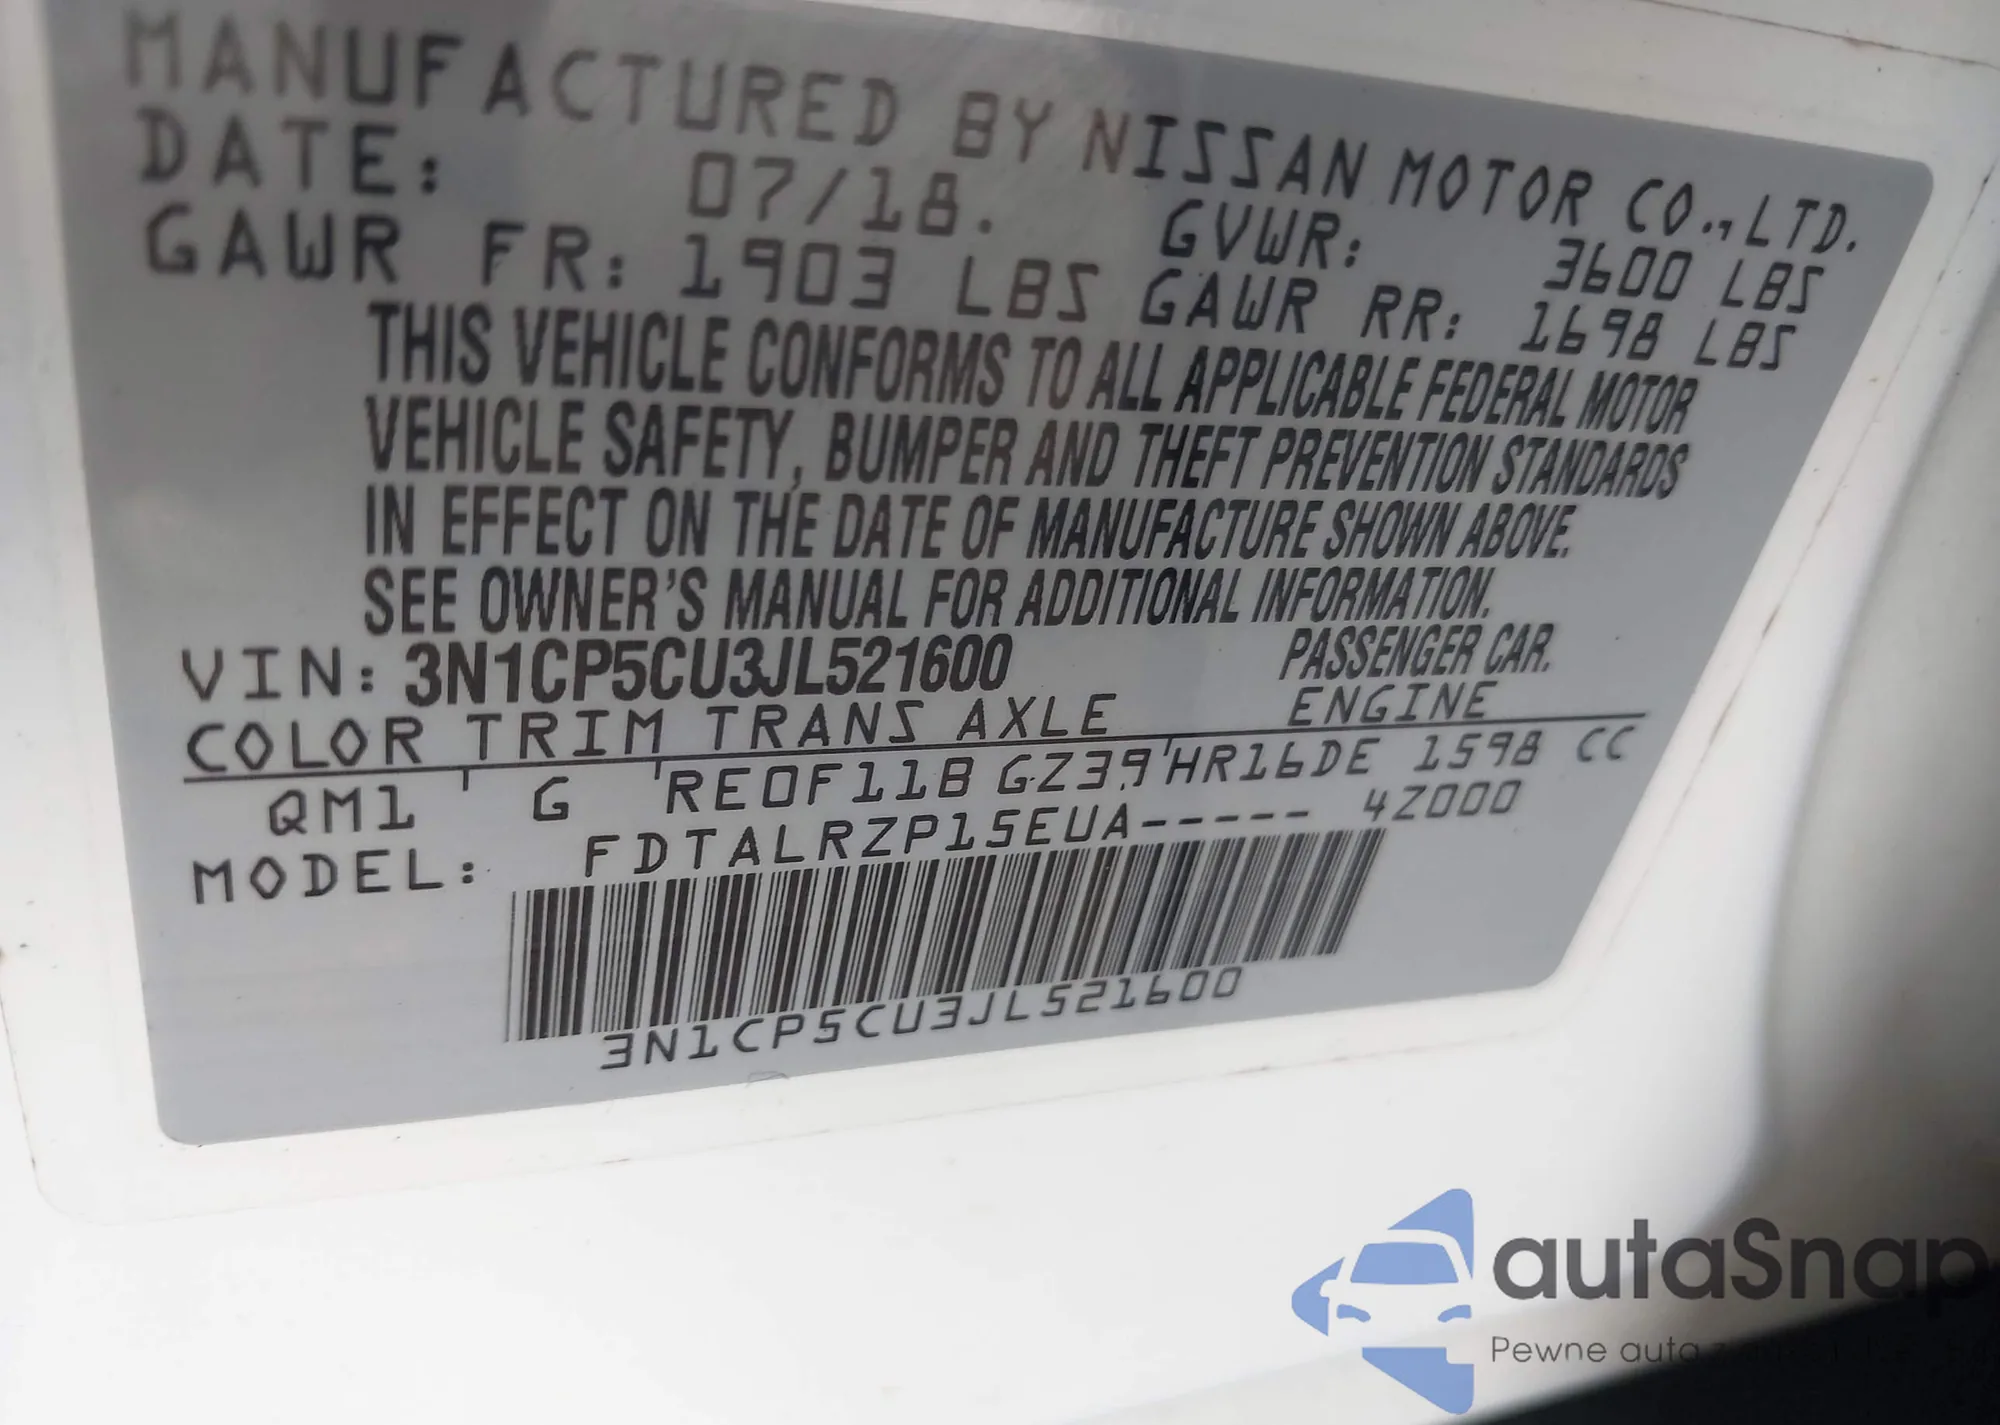 MANUFACTURED BY NISSAN MOTOR CO., LTD.
DATE: 07/18. GVWR: 3600 LBS
GAWR FR: 1903 LBS GAWR RR: 1698 LBS
THIS VEHICLE CONFORMS TO ALL APPLICABLE FEDERAL MOTOR
VEHICLE SAFETY, BUMPER AND THEFT PREVENTION STANDARDS
IN EFFECT ON THE DATE OF MANUFACTURE SHOWN ABOVE.
SEE OWNER'S MANUAL FOR ADDITIONAL INFORMATION.
VIN: 3N1CP5CU3JL521600 PASSENGER CAR.
COLOR TRIM TRANS AXLE ENGINE
QM1 G RE0F11B GZ39 HR16DE 1598 CC
MODEL: FDTALRZP15EUA----- 4Z000
3N1CP5CU3JL521600
autaSnap
Pewne auta